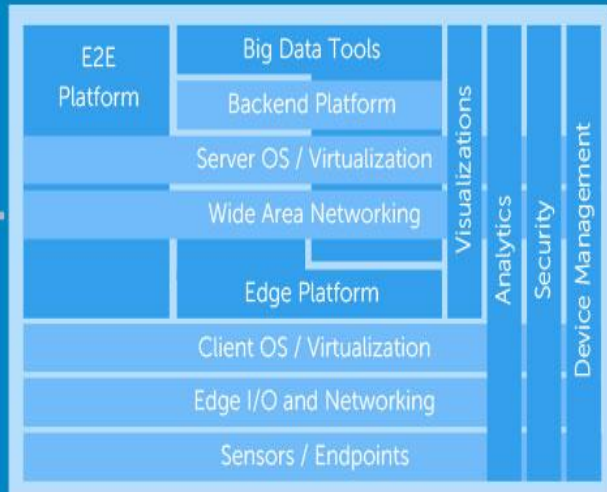 E2E
Platform
Big Data Tools
Backend Platform
Server OS / Virtualization
Wide Area Networking
Edge Platform
Client OS / Virtualization
Edge I/O and Networking
Sensors / Endpoints
Visualizations
Analytics
Security
Device Management